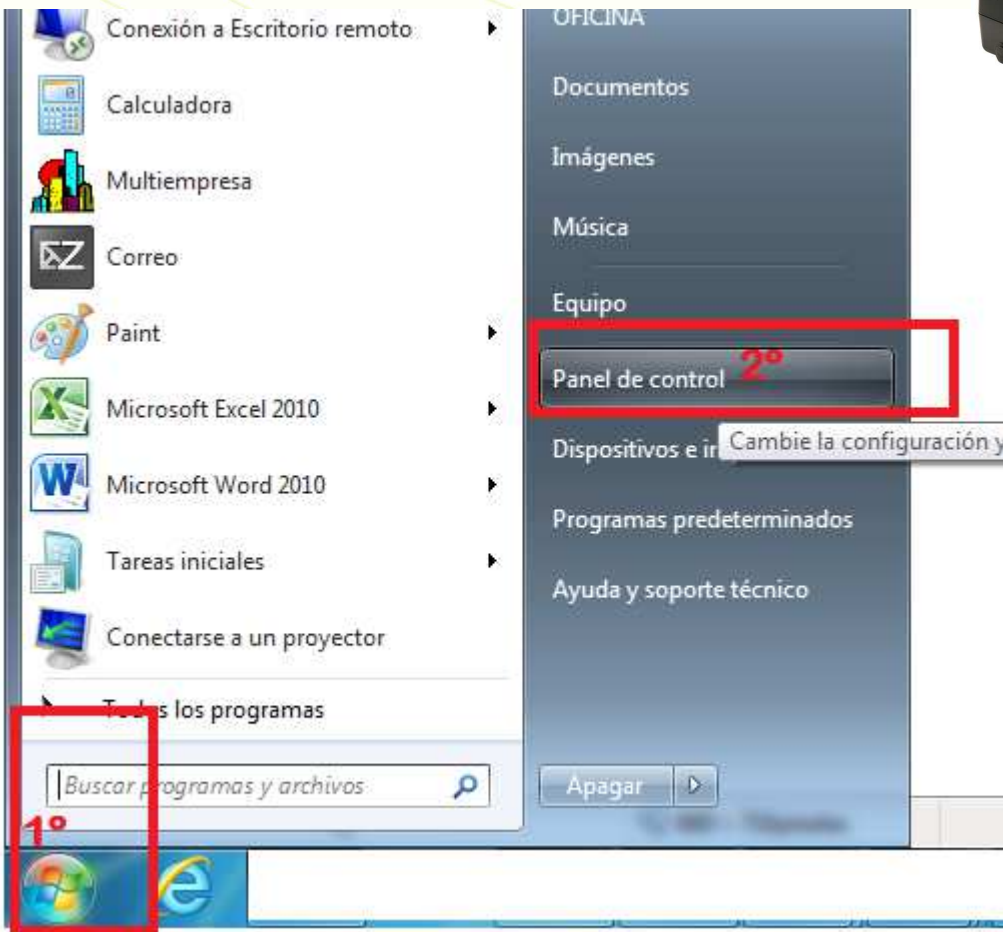 Conexión a Escritorio remoto
Calculadora
Multiempresa
Correo
Paint
Microsoft Excel 2010
Microsoft Word 2010
Tareas iniciales
Conectarse a un proyector
los programas
Buscar programas y archivos
1º
OFICINA
Documentos
Imágenes
Música
Equipo
Panel de control 2º
Cambie la configuración y
Dispositivos e
Programas predeterminados
Ayuda y soporte técnico
Apagar